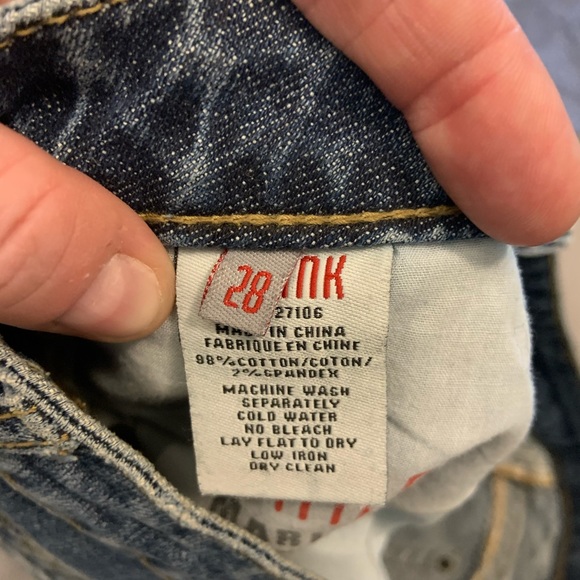 28
NK
27106
MADE IN CHINA
FABRIQUE EN CHINE
98%COTTON/COTON/
2%SPANDEX
MACHINE WASH
SEPARATELY
COLD WATER
NO BLEACH
LAY FLAT TO DRY
LOW IRON
DRY CLEAN